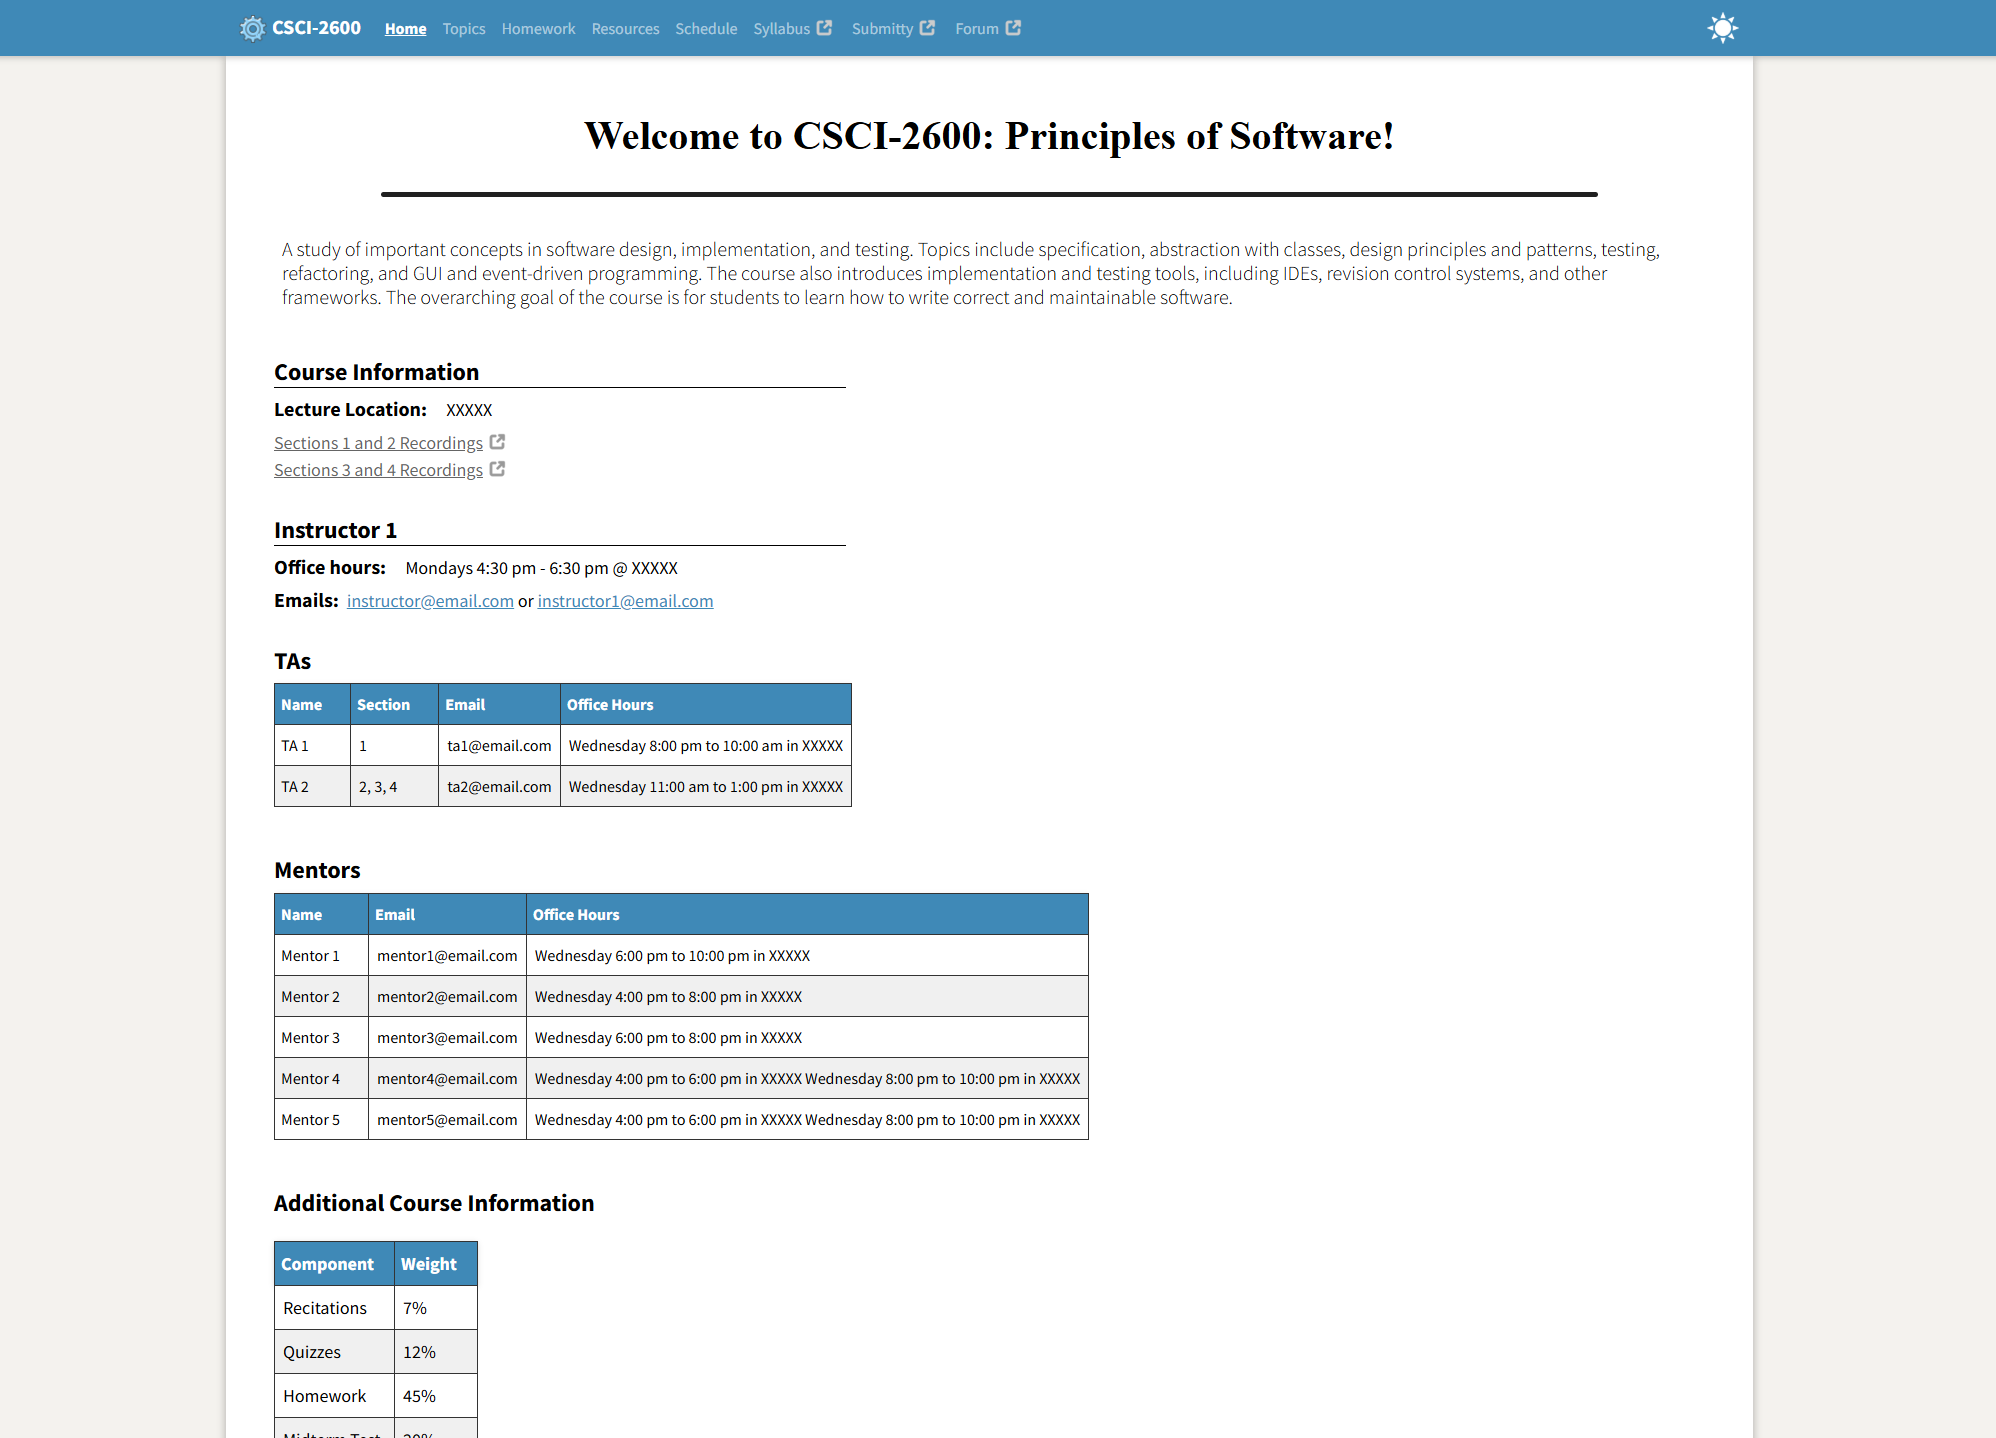 CSCI-2600 Home Topics Homework Resources Schedule Syllabus Submitty Forum
Welcome to CSCI-2600: Principles of Software!
A study of important concepts in software design, implementation, and testing. Topics include specification, abstraction with classes, design principles and patterns, testing,
refactoring, and GUI and event-driven programming. The course also introduces implementation and testing tools, including IDEs, revision control systems, and other
frameworks. The overarching goal of the course is for students to learn how to write correct and maintainable software.
Course Information
Lecture Location: XXXXX
Sections 1 and 2 Recordings
Sections 3 and 4 Recordings
Instructor 1
Office hours: Mondays 4:30 pm - 6:30 pm @ XXXXX
Emails: instructor@email.com or instructor1@email.com
TAs
Name Section Email Office Hours
TA 1 1 ta1@email.com Wednesday 8:00 pm to 10:00 am in XXXXX
TA 2 2, 3, 4 ta2@email.com Wednesday 11:00 am to 1:00 pm in XXXXX
Mentors
Name Email Office Hours
Mentor 1 mentor1@email.com Wednesday 6:00 pm to 10:00 pm in XXXXX
Mentor 2 mentor2@email.com Wednesday 4:00 pm to 8:00 pm in XXXXX
Mentor 3 mentor3@email.com Wednesday 6:00 pm to 8:00 pm in XXXXX
Mentor 4 mentor4@email.com Wednesday 4:00 pm to 6:00 pm in XXXXX Wednesday 8:00 pm to 10:00 pm in XXXXX
Mentor 5 mentor5@email.com Wednesday 4:00 pm to 6:00 pm in XXXXX Wednesday 8:00 pm to 10:00 pm in XXXXX
Additional Course Information
Component Weight
Recitations 7%
Quizzes 12%
Homework 45%
Midterm Test 20%